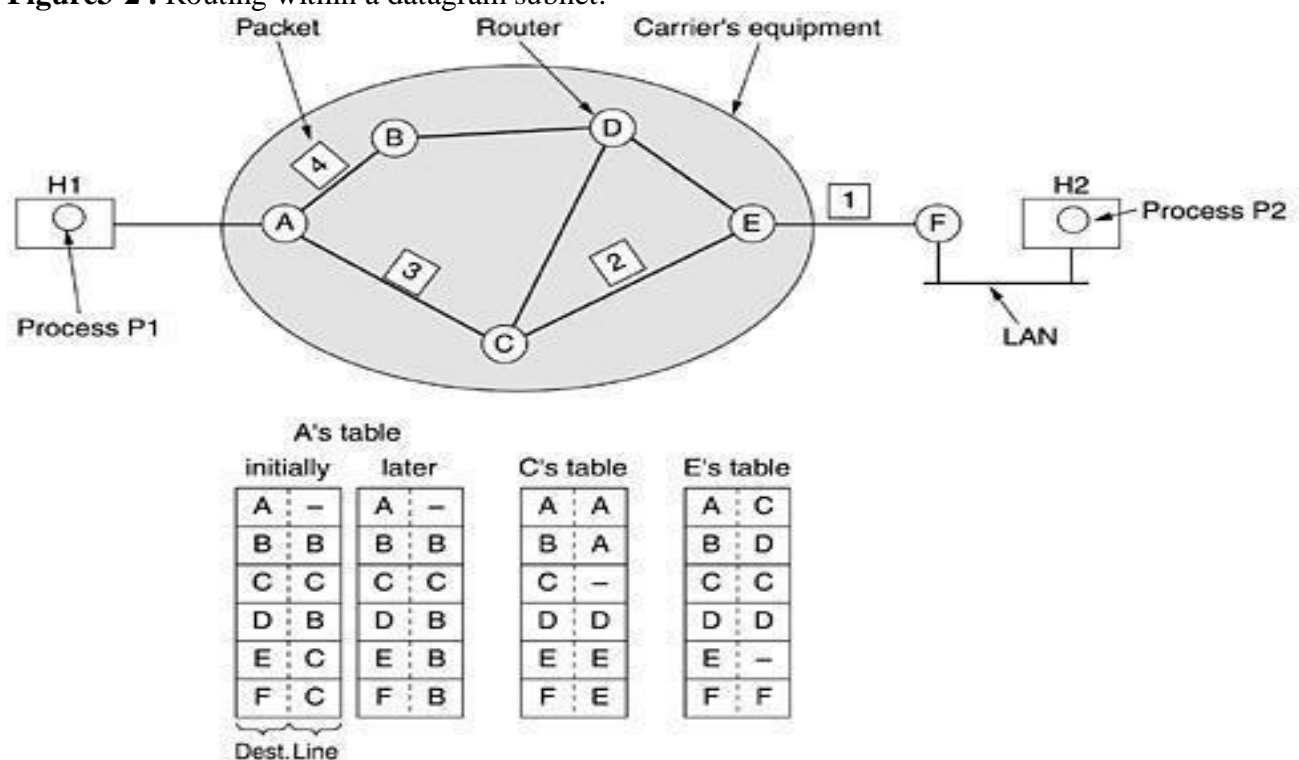 Figure5-2 . Routing within a datagram subnet.
Packet Router Carrier's equipment
B D
4
H1 H2
1 Process P2
A E F
3 2
Process P1 LAN
C
A's table
initially later C's table E's table
A – A – A A A C
B B B B B A B D
C C C C C – C C
D B D B D D D D
E C E B E E E –
F C F B F E F F
Dest. Line